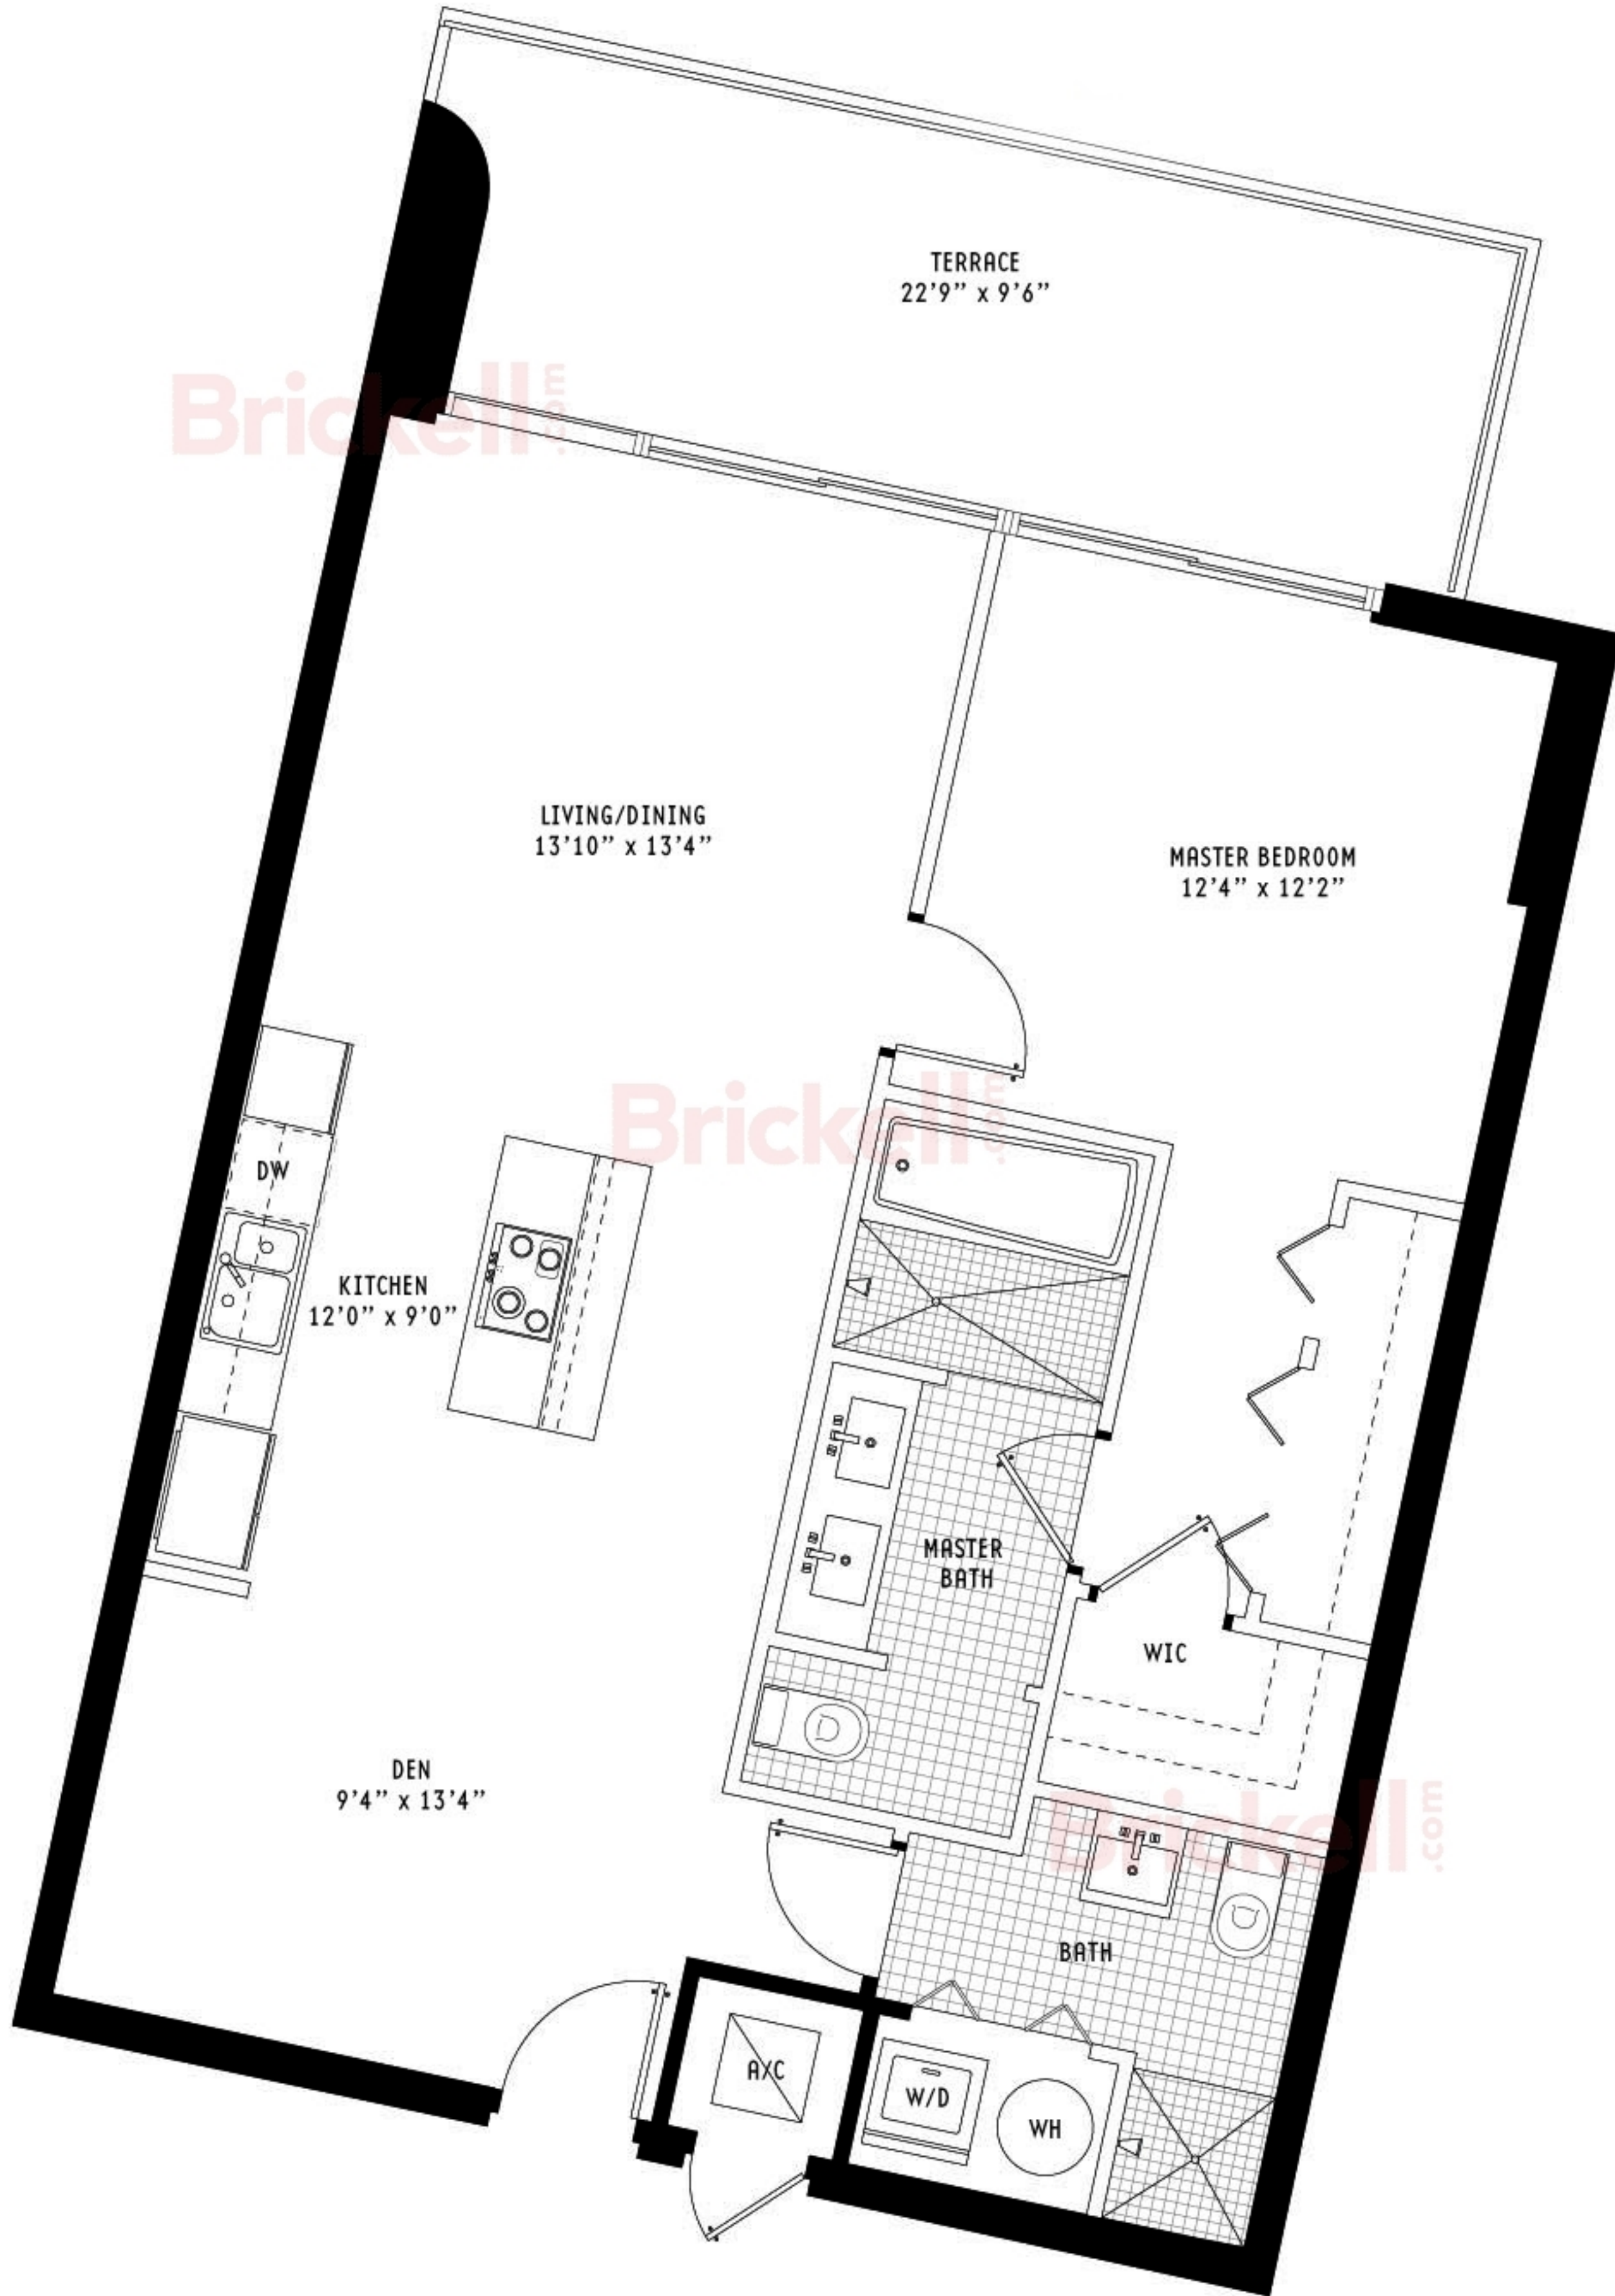 TERRACE
22'9" x 9'6"
Brickell.com
LIVING/DINING
13'10" x 13'4"
MASTER BEDROOM
12'4" x 12'2"
Brickell.com
DW
KITCHEN
12'0" x 9'0"
MASTER
BATH
WIC
DEN
9'4" x 13'4"
Brickell.com
BATH
A/C
W/D
WH